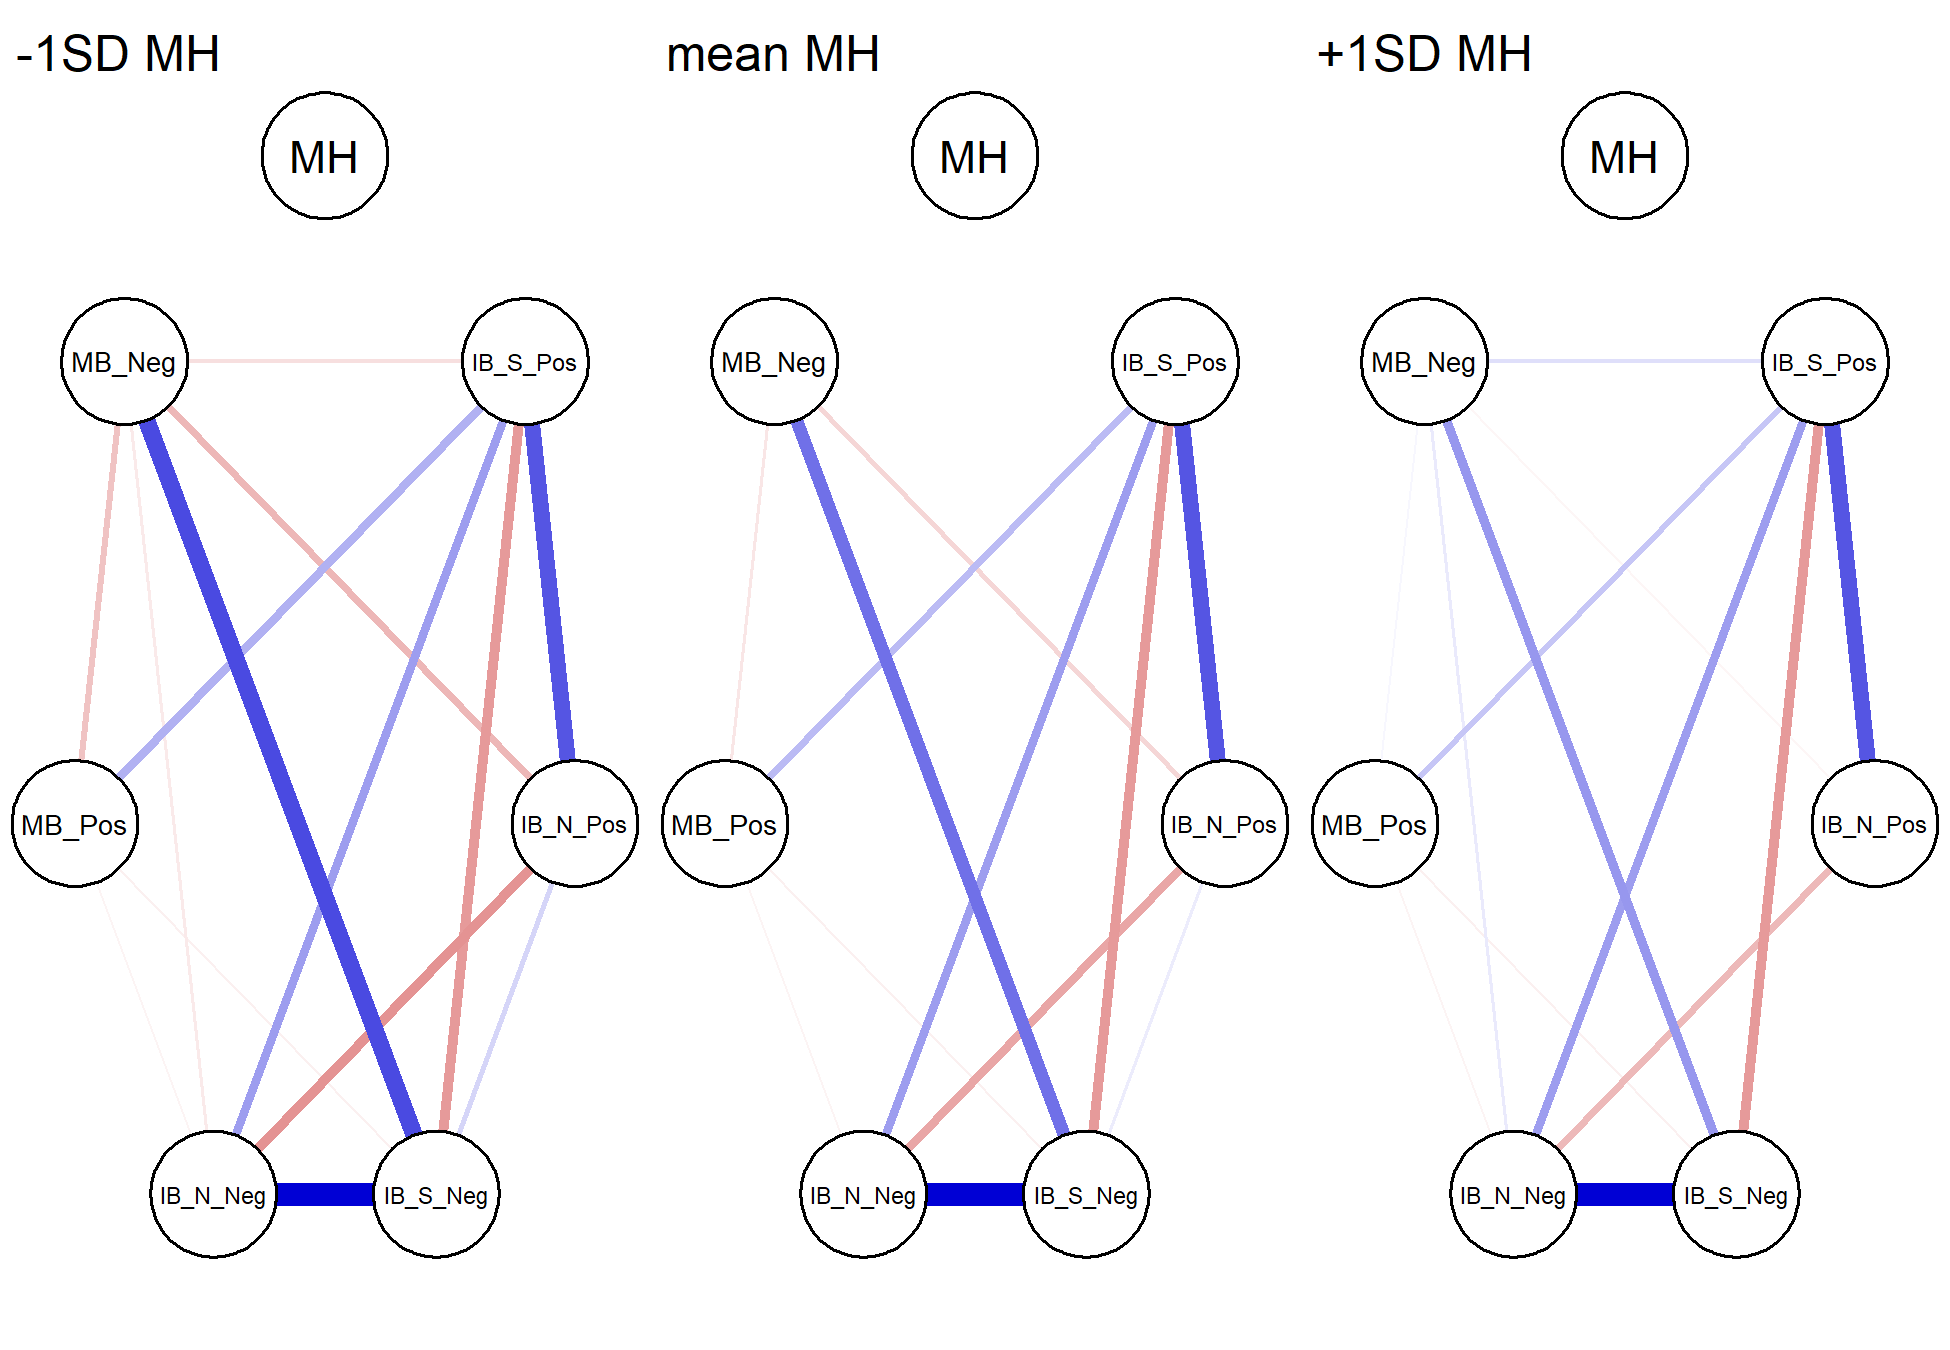 -1SD MH
mean MH
+1SD MH
MH
MH
MH
MB_Neg
IB_S_Pos
MB_Neg
IB_S_Pos
MB_Neg
IB_S_Pos
MB_Pos
IB_N_Pos
MB_Pos
IB_N_Pos
MB_Pos
IB_N_Pos
IB_N_Neg
IB_S_Neg
IB_N_Neg
IB_S_Neg
IB_N_Neg
IB_S_Neg